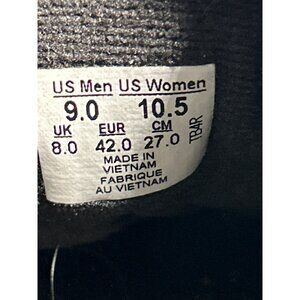 US Men US Women
9.0 10.5
UK EUR CM
8.0 42.0 27.0
TB4R
MADE IN
VIETNAM
FABRIQUE
AU VIETNAM